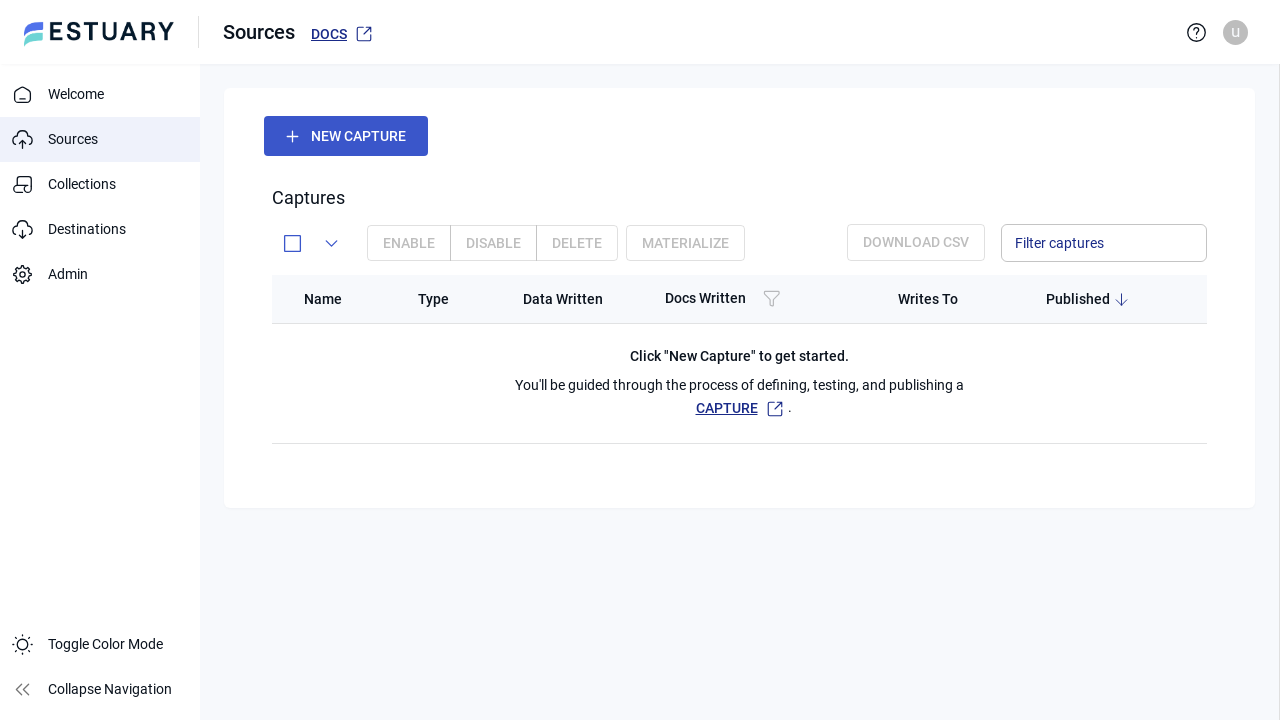 ESTUARY
Sources DOCS
u
Welcome
Sources
Collections
Destinations
Admin
Toggle Color Mode
Collapse Navigation
NEW CAPTURE
Captures
ENABLE DISABLE DELETE MATERIALIZE DOWNLOAD CSV Filter captures
Name Type Data Written Docs Written Writes To Published
Click "New Capture" to get started.
You'll be guided through the process of defining, testing, and publishing a
CAPTURE .